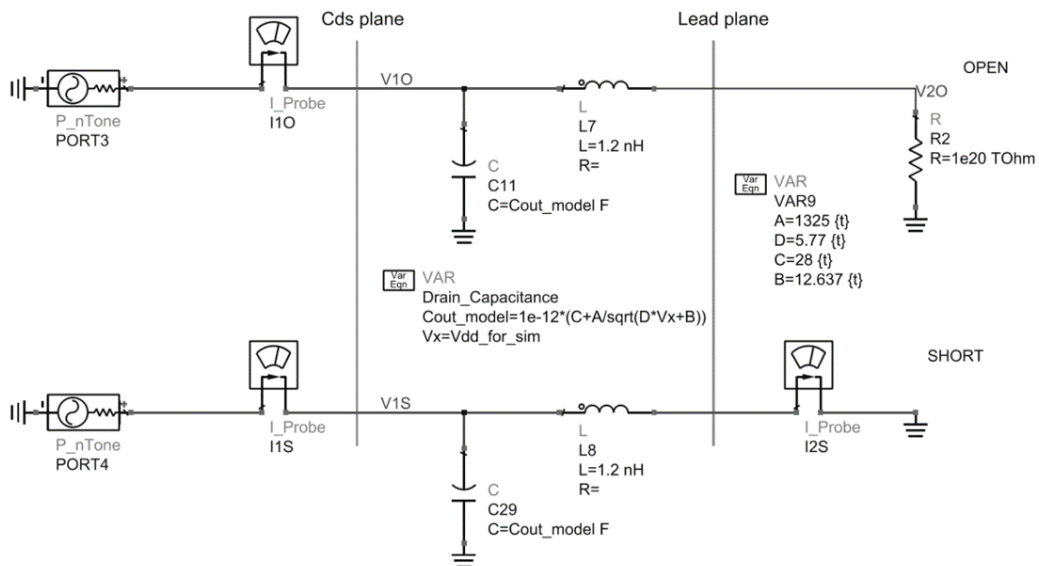 Cds plane
Lead plane
OPEN
V1O
V2O
P_nTone
PORT3
I_Probe
I1O
L
L7
L=1.2 nH
R=
R
R2
R=1e20 TOhm
C
C11
C=Cout_model F
Var
Eqn
VAR
VAR9
A=1325 {t}
D=5.77 {t}
C=28 {t}
B=12.637 {t}
Var
Eqn
VAR
Drain_Capacitance
Cout_model=1e-12*(C+A/sqrt(D*Vx+B))
Vx=Vdd_for_sim
SHORT
V1S
P_nTone
PORT4
I_Probe
I1S
L
L8
L=1.2 nH
R=
I_Probe
I2S
C
C29
C=Cout_model F